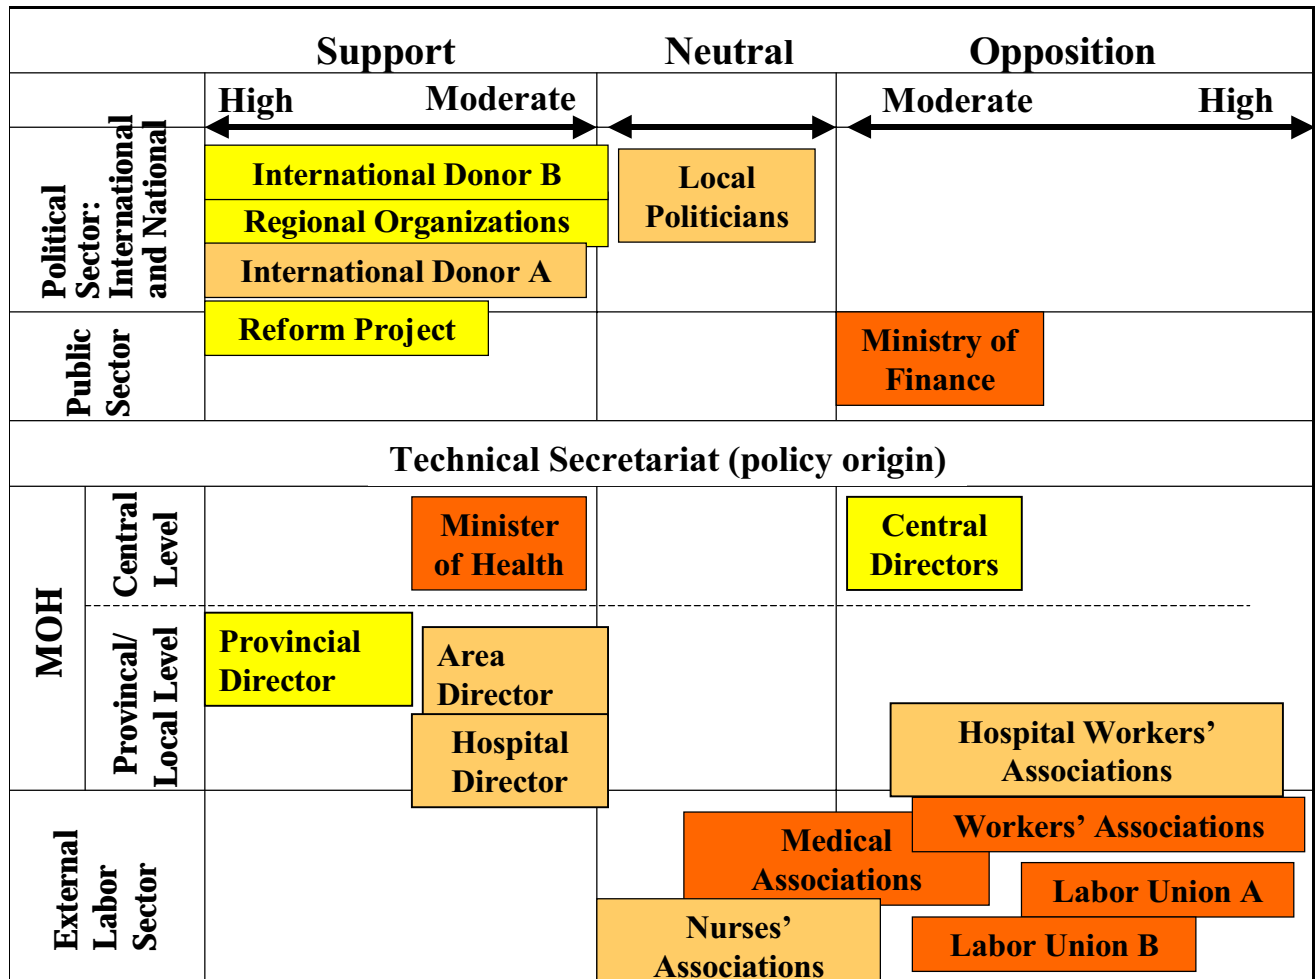 Support
Neutral
Opposition
High
Moderate
Moderate
High
Political
Sector:
International
and National
International Donor B
Regional Organizations
International Donor A
Local
Politicians
Public
Sector
Reform Project
Ministry of
Finance
Technical Secretariat (policy origin)
MOH
Central
Level
Minister
of Health
Central
Directors
Provincal/
Local Level
Provincial
Director
Area
Director
Hospital
Director
Hospital Workers’
Associations
External
Labor
Sector
Workers’ Associations
Medical
Associations
Labor Union A
Nurses’
Associations
Labor Union B